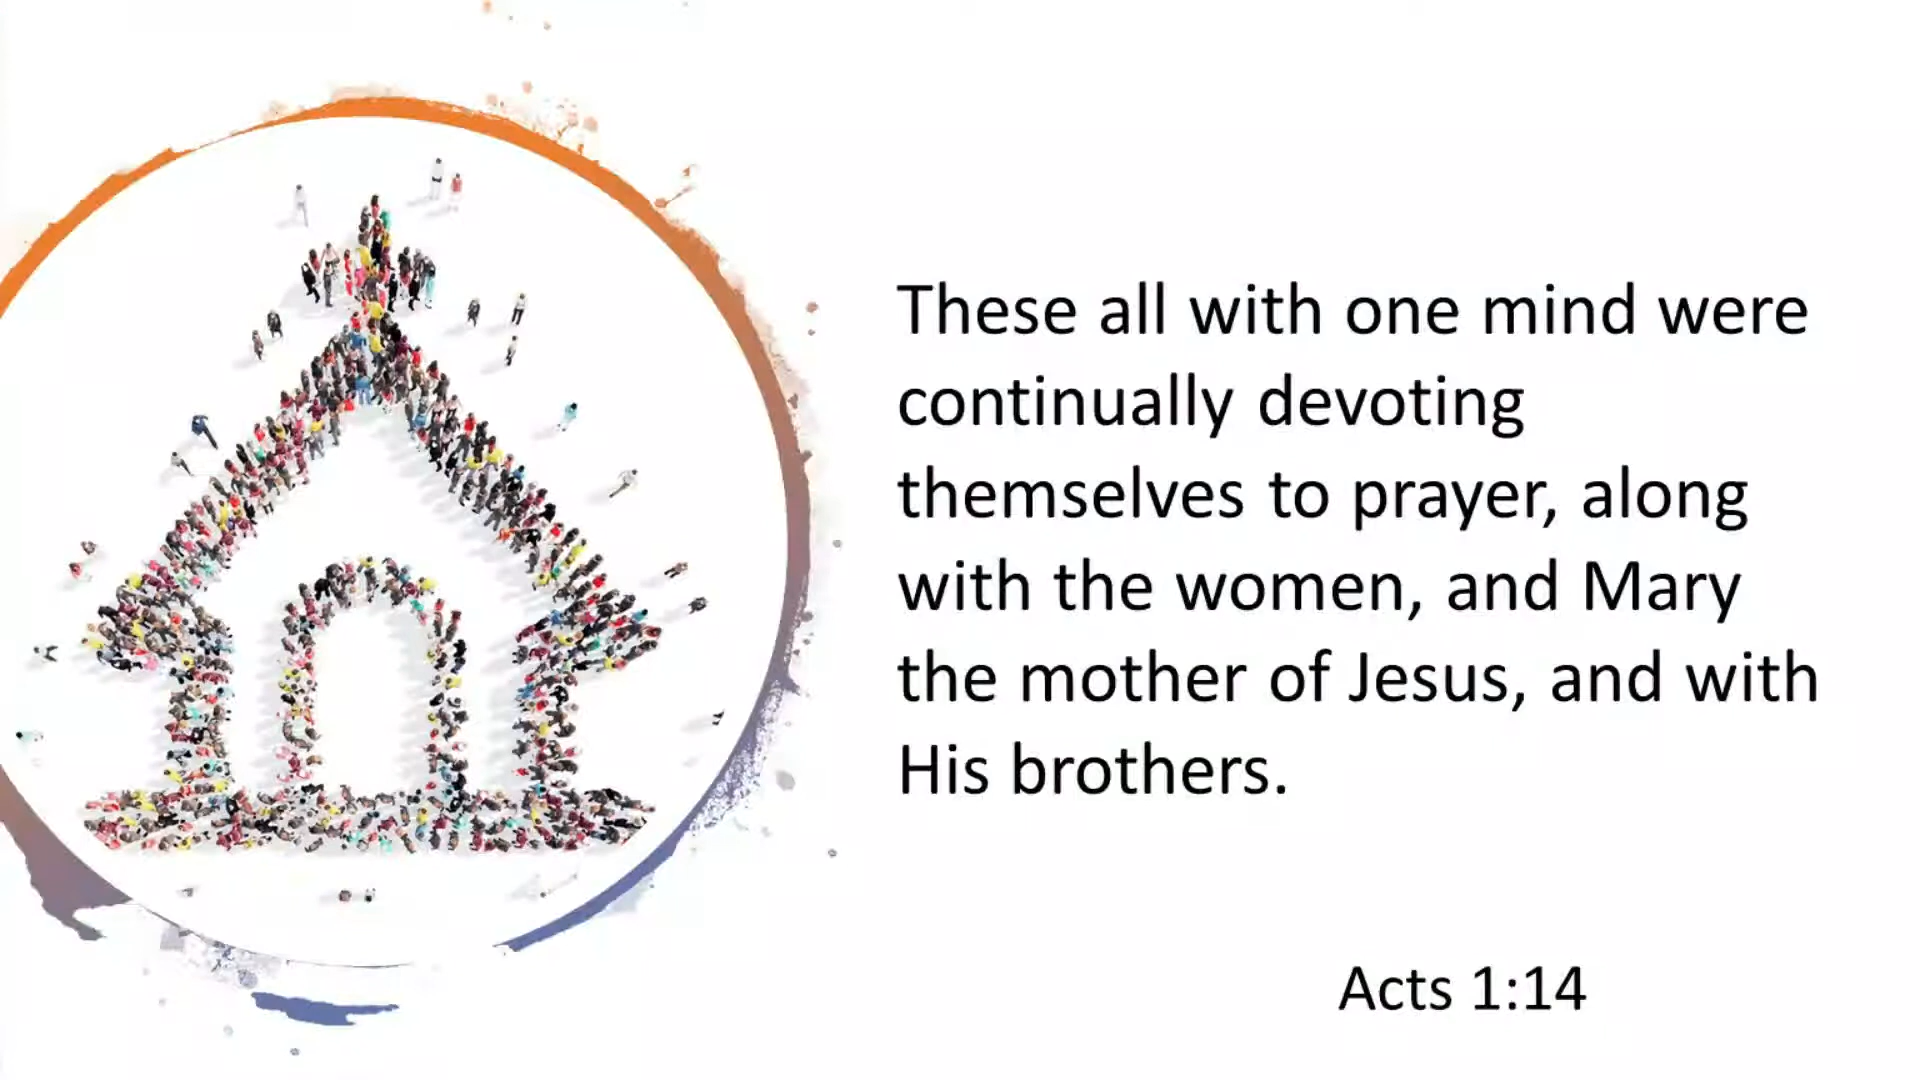 These all with one mind were
continually devoting
themselves to prayer, along
with the women, and Mary
the mother of Jesus, and with
His brothers.
Acts 1:14